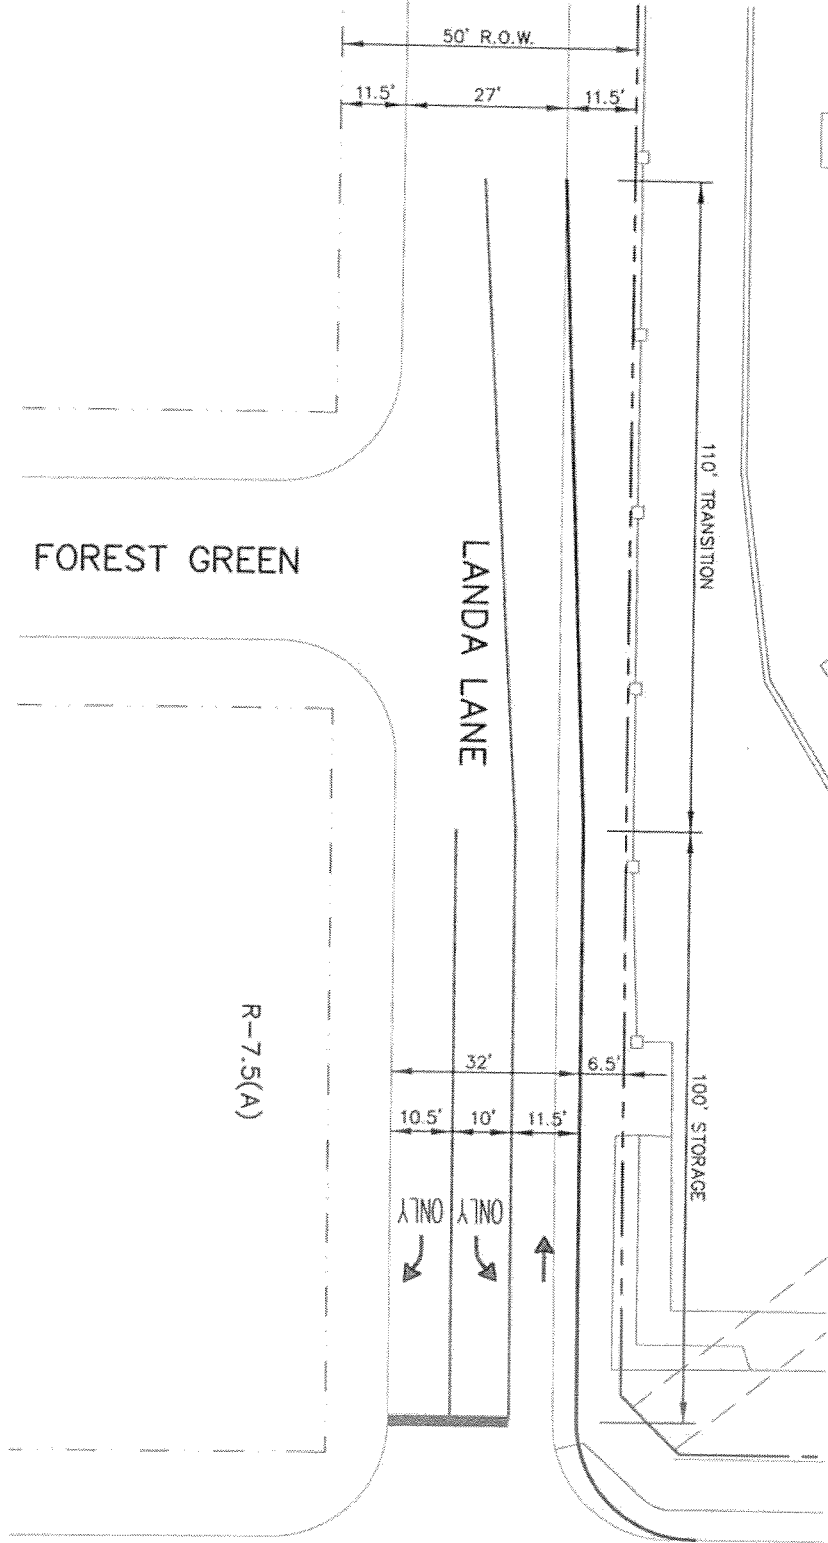 50' R.O.W.
11.5' 27' 11.5'
110' TRANSITION
FOREST GREEN
LANDA LANE
R-7.5(A)
32' 6.5'
100' STORAGE
10.5' 10' 11.5'
ONLY ONLY